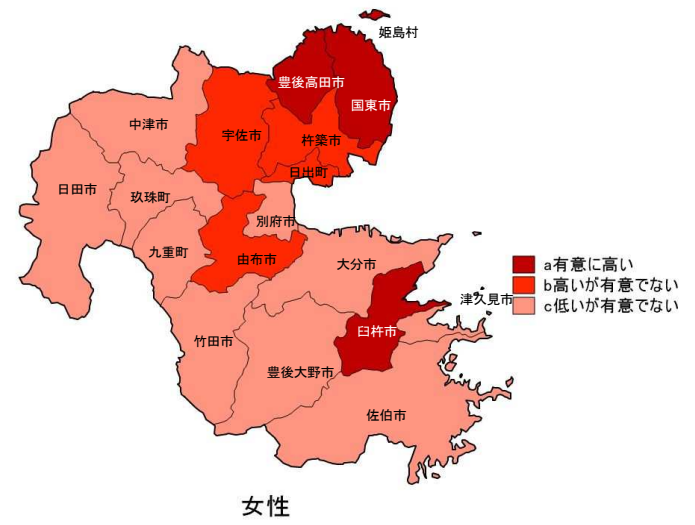 姫島村
豊後高田市
国東市
中津市
宇佐市
杵築市
日出町
日田市
玖珠町
別府市
九重町
由布市
大分市
a有意に高い
b高いが有意でない
c低いが有意でない
津久見市
臼杵市
竹田市
豊後大野市
佐伯市
女性